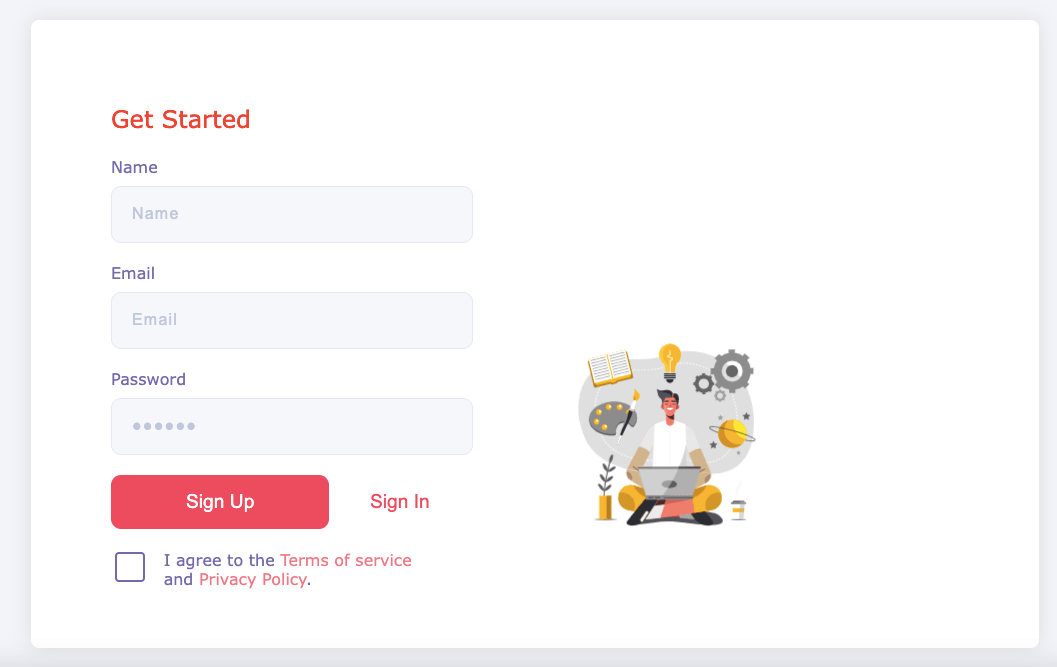 Get Started
Name
Name
Email
Email
Password
••••••
Sign Up
Sign In
I agree to the Terms of service
and Privacy Policy.